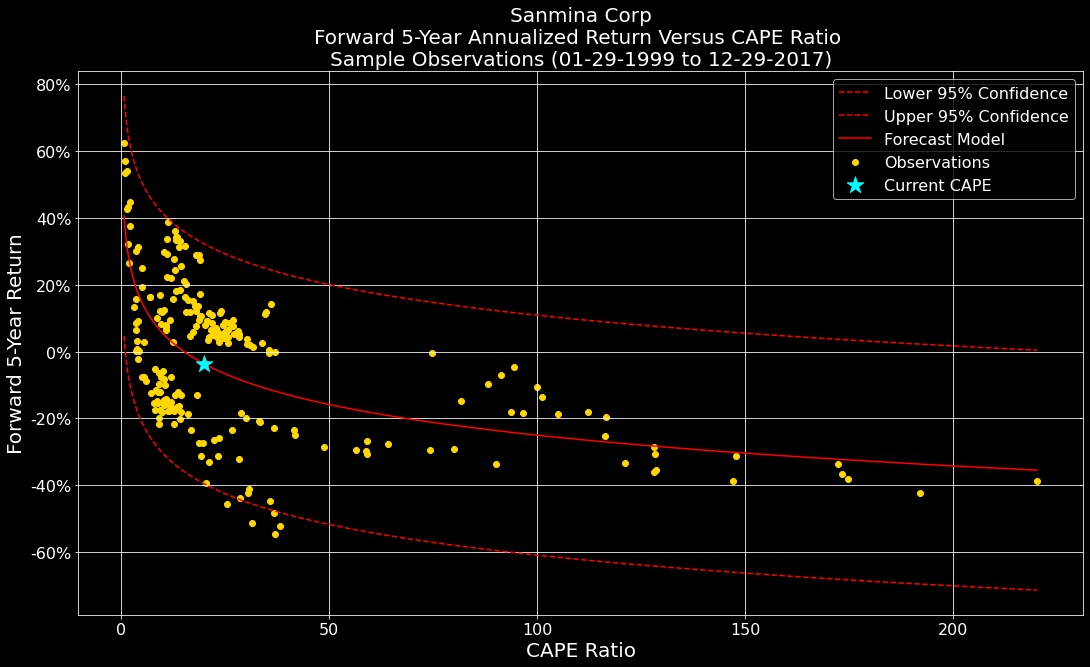 Sanmina Corp
Forward 5-Year Annualized Return Versus CAPE Ratio
Sample Observations (01-29-1999 to 12-29-2017)
Lower 95% Confidence
Upper 95% Confidence
Forecast Model
Observations
Current CAPE
Forward 5-Year Return
80%
60%
40%
20%
0%
-20%
-40%
-60%
0 50 100 150 200
CAPE Ratio